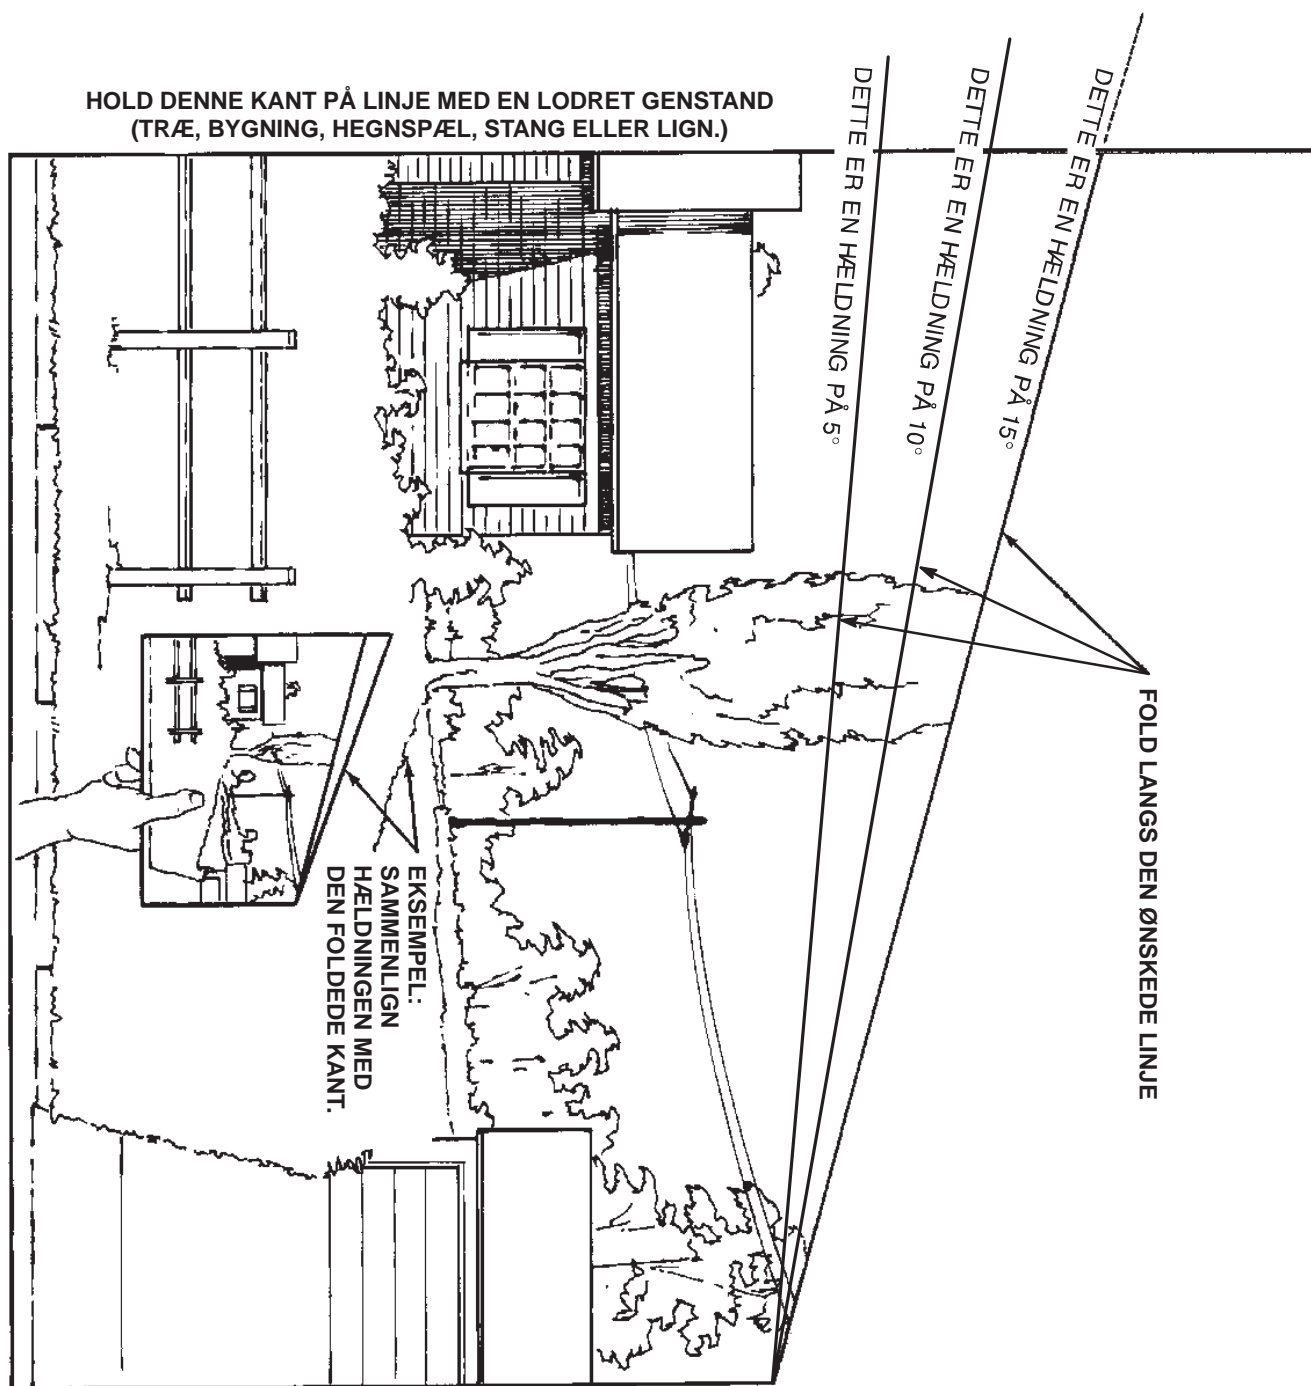 HOLD DENNE KANT PÅ LINJE MED EN LODRET GENSTAND
(TRÆ, BYGNING, HEGNSPÆL, STANG ELLER LIGN.)
DETTE ER EN HÆLDNING PÅ 5°
DETTE ER EN HÆLDNING PÅ 10°
DETTE ER EN HÆLDNING PÅ 15°
FOLD LANGS DEN ØNSKEDE LINJE
EKSEMPEL:
SAMMENLIGN
HÆLDNINGEN MED
DEN FOLDEDE KANT.